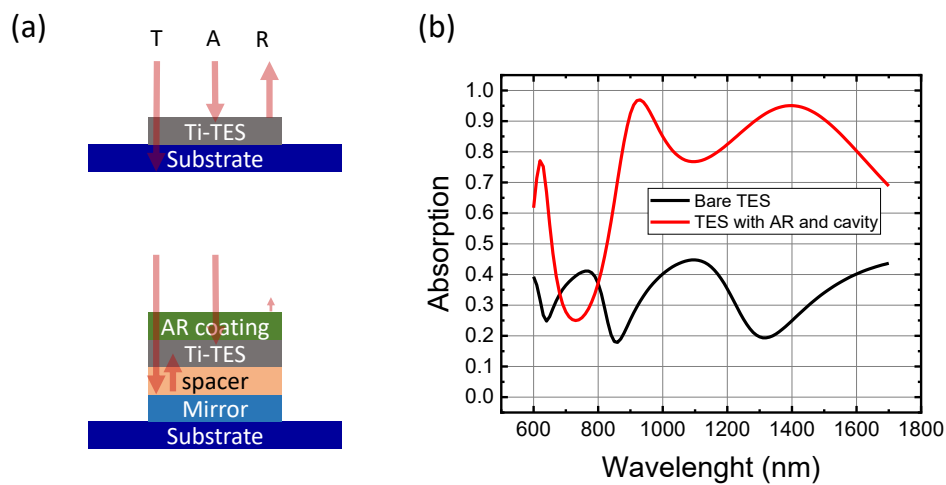 (a)
T A R
Ti-TES
Substrate
AR coating
Ti-TES
spacer
Mirror
Substrate
(b)
1.0
0.9
0.8
0.7
0.6
0.5
0.4
0.3
0.2
0.1
0.0
Absorption
Bare TES
TES with AR and cavity
600 800 1000 1200 1400 1600 1800
Wavelenght (nm)